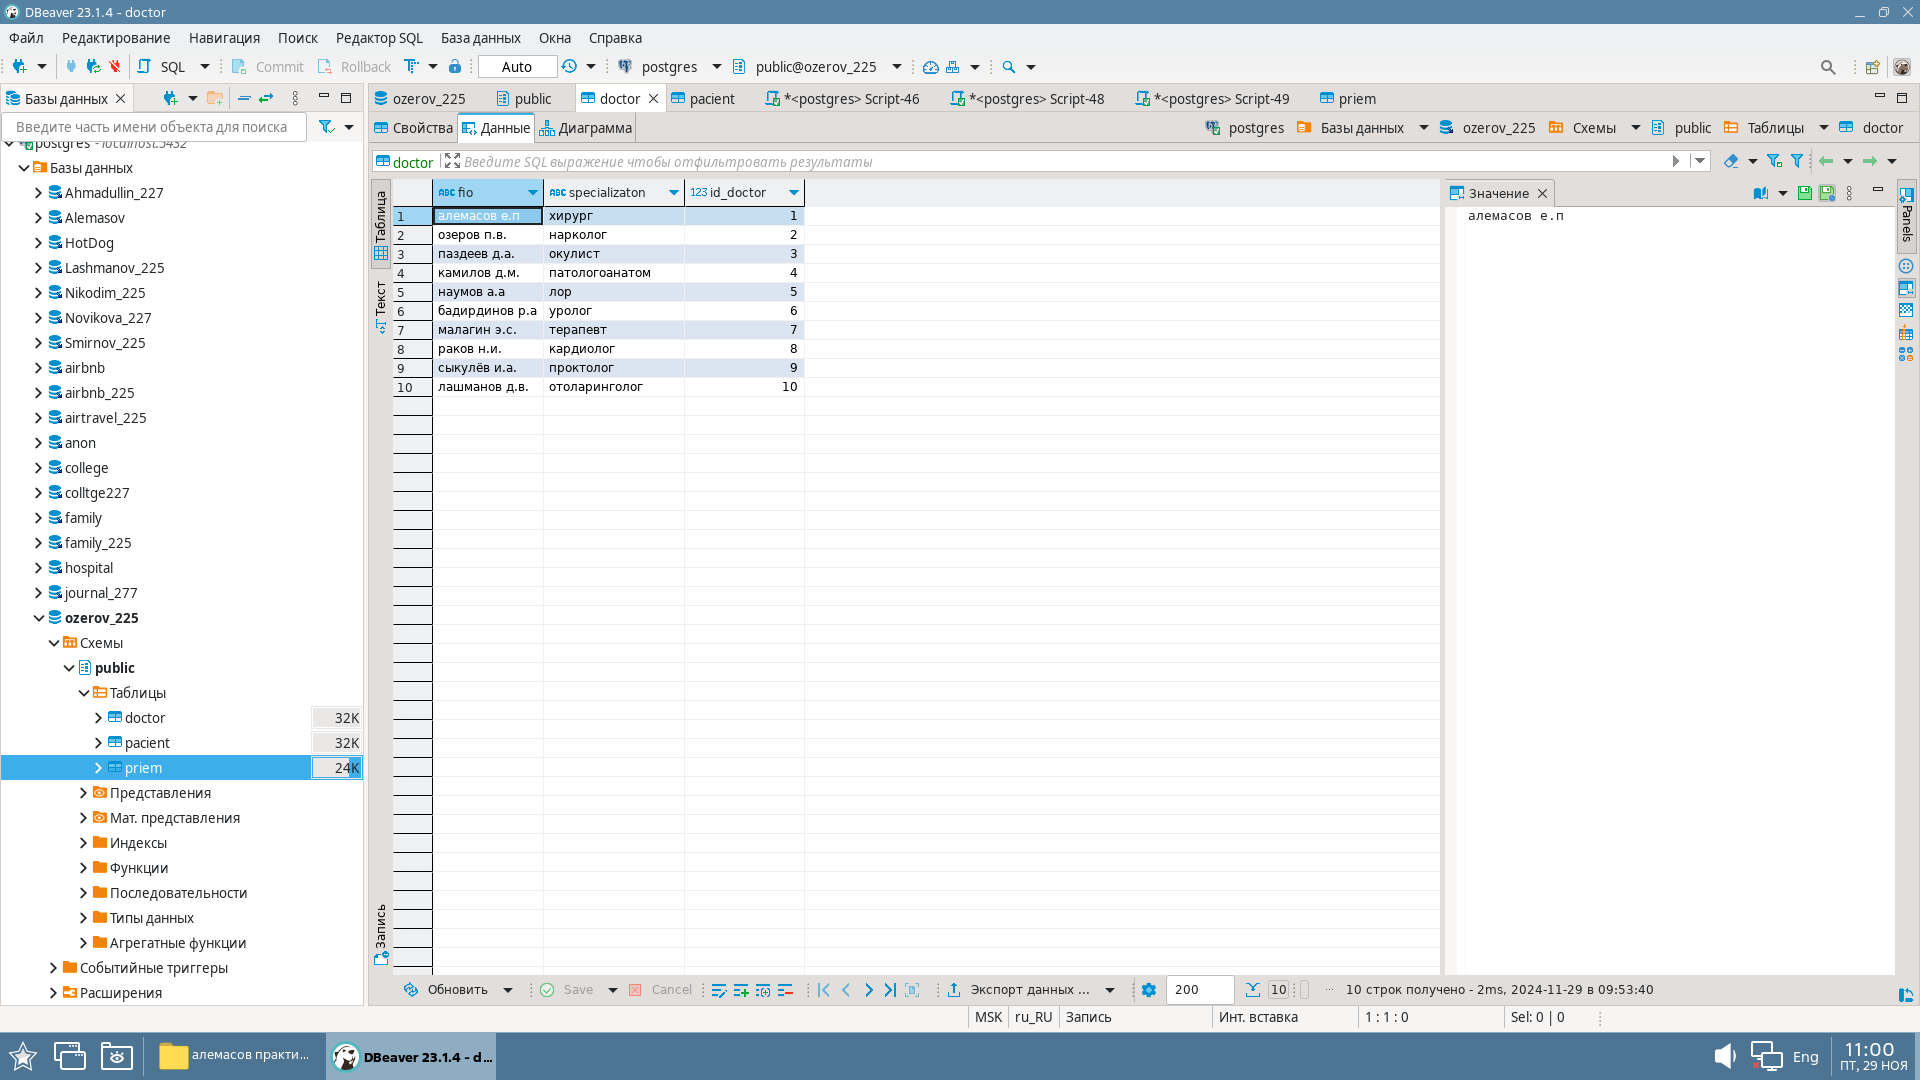 DBeaver 23.1.4 - doctor
Файл Редактирование Навигация Поиск Редактор SQL База данных Окна Справка
SQL Commit Rollback Auto postgres public@ozerov_225
Базы данных
ozerov_225 public doctor pacient *<postgres> Script-46 *<postgres> Script-48 *<postgres> Script-49 priem
Введите часть имени объекта для поиска
Свойства Данные Диаграмма
postgres Базы данных ozerov_225 Схемы public Таблицы doctor
doctor Введите SQL выражение чтобы отфильтровать результаты
postgres - localhost:5432
Базы данных
Ahmadullin_227
Alemasov
HotDog
Lashmanov_225
Nikodim_225
Novikova_227
Smirnov_225
airbnb
airbnb_225
airtravel_225
anon
college
colltge227
family
family_225
hospital
journal_277
ozerov_225
Схемы
public
Таблицы
doctor 32K
pacient 32K
priem 24K
Представления
Мат. представления
Индексы
Функции
Последовательности
Типы данных
Агрегатные функции
Событийные триггеры
Расширения
Таблица
Текст
Запись
ABC fio ABC specializaton 123 id_doctor
1 алемасов е.п хирург 1
2 озеров п.в. нарколог 2
3 паздеев д.а. окулист 3
4 камилов д.м. патологоанатом 4
5 наумов а.а лор 5
6 бадирдинов р.а уролог 6
7 малагин э.с. терапевт 7
8 раков н.и. кардиолог 8
9 сыкулёв и.а. проктолог 9
10 лашманов д.в. отоларинголог 10
Значение
алемасов е.п
Panels
Обновить Save Cancel Экспорт данных ... 200 10 ... 10 строк получено - 2ms, 2024-11-29 в 09:53:40
MSK ru_RU Запись Инт. вставка 1 : 1 : 0 Sel: 0 | 0
алемасов практи...
DBeaver 23.1.4 - d...
Eng
11:00
ПТ, 29 НОЯ